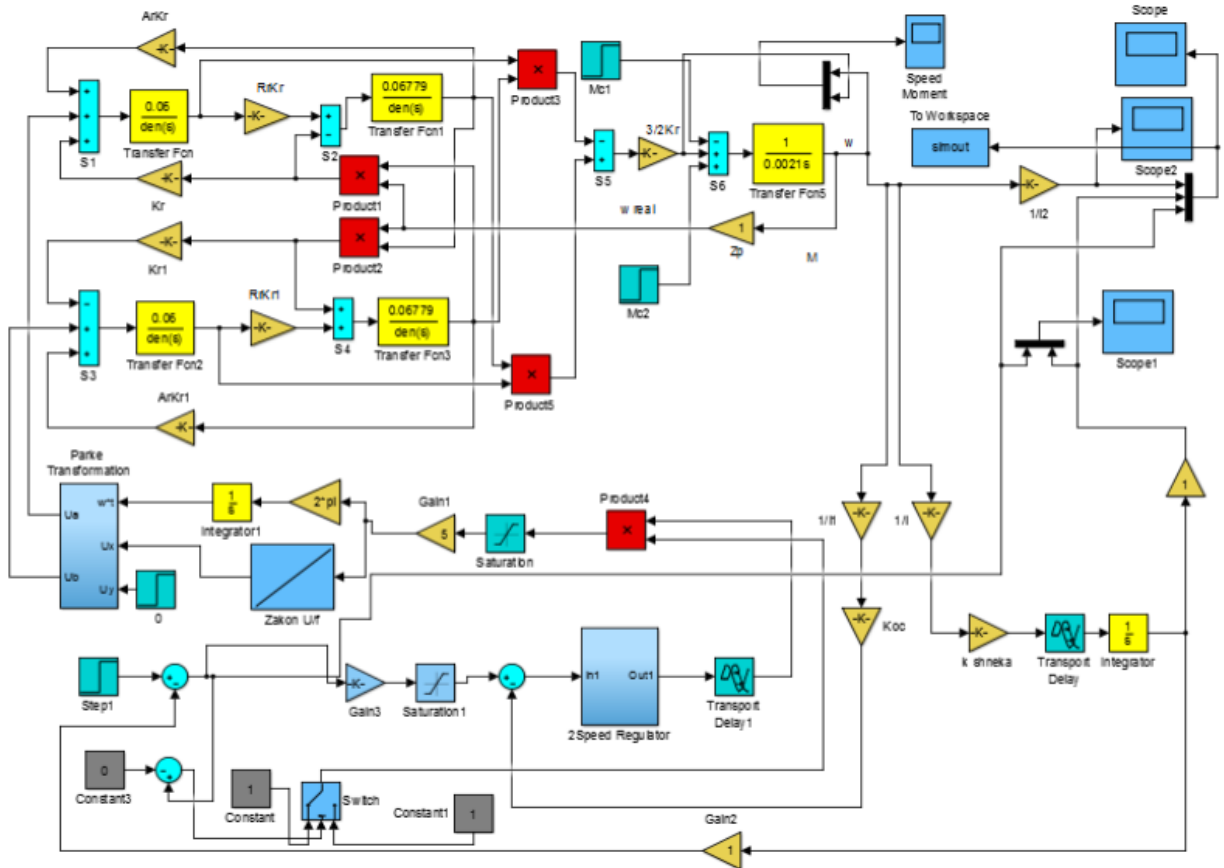 ArKr
Scope
-K-
Speed
Moment
Mc1
Product3
RrKr
0.06779
den(s)
Transfer Fcn1
0.06
den(s)
Transfer Fcn
-K-
S1
S2
To Workspace
simout
Scope2
3/2Kr
-K-
S5
S6
1
0.0021s
Transfer Fcn5
w
-K-
Kr
Product1
-K-
1/i2
w real
1
Zp
M
-K-
Kr1
Product2
RrKr1
Mc2
0.06
den(s)
Transfer Fcn2
-K-
S3
S4
0.06779
den(s)
Transfer Fcn3
Scope1
Product5
ArKr1
-K-
Parke
Transformation
w*t
Ua
Ux
Ub
Uy
0
1
s
Integrator1
2*pi
Zakon U/f
Gain1
5
Saturation
Product4
1/i1
-K-
1/i
-K-
1
-K-
Koc
-K-
k shneka
Transport
Delay
1
s
Integrator
Step1
-K-
Gain3
Saturation1
In1
Out1
2Speed Regulator
Transport
Delay1
0
Constant3
1
Constant
Switch
Constant1
1
Gain2
1